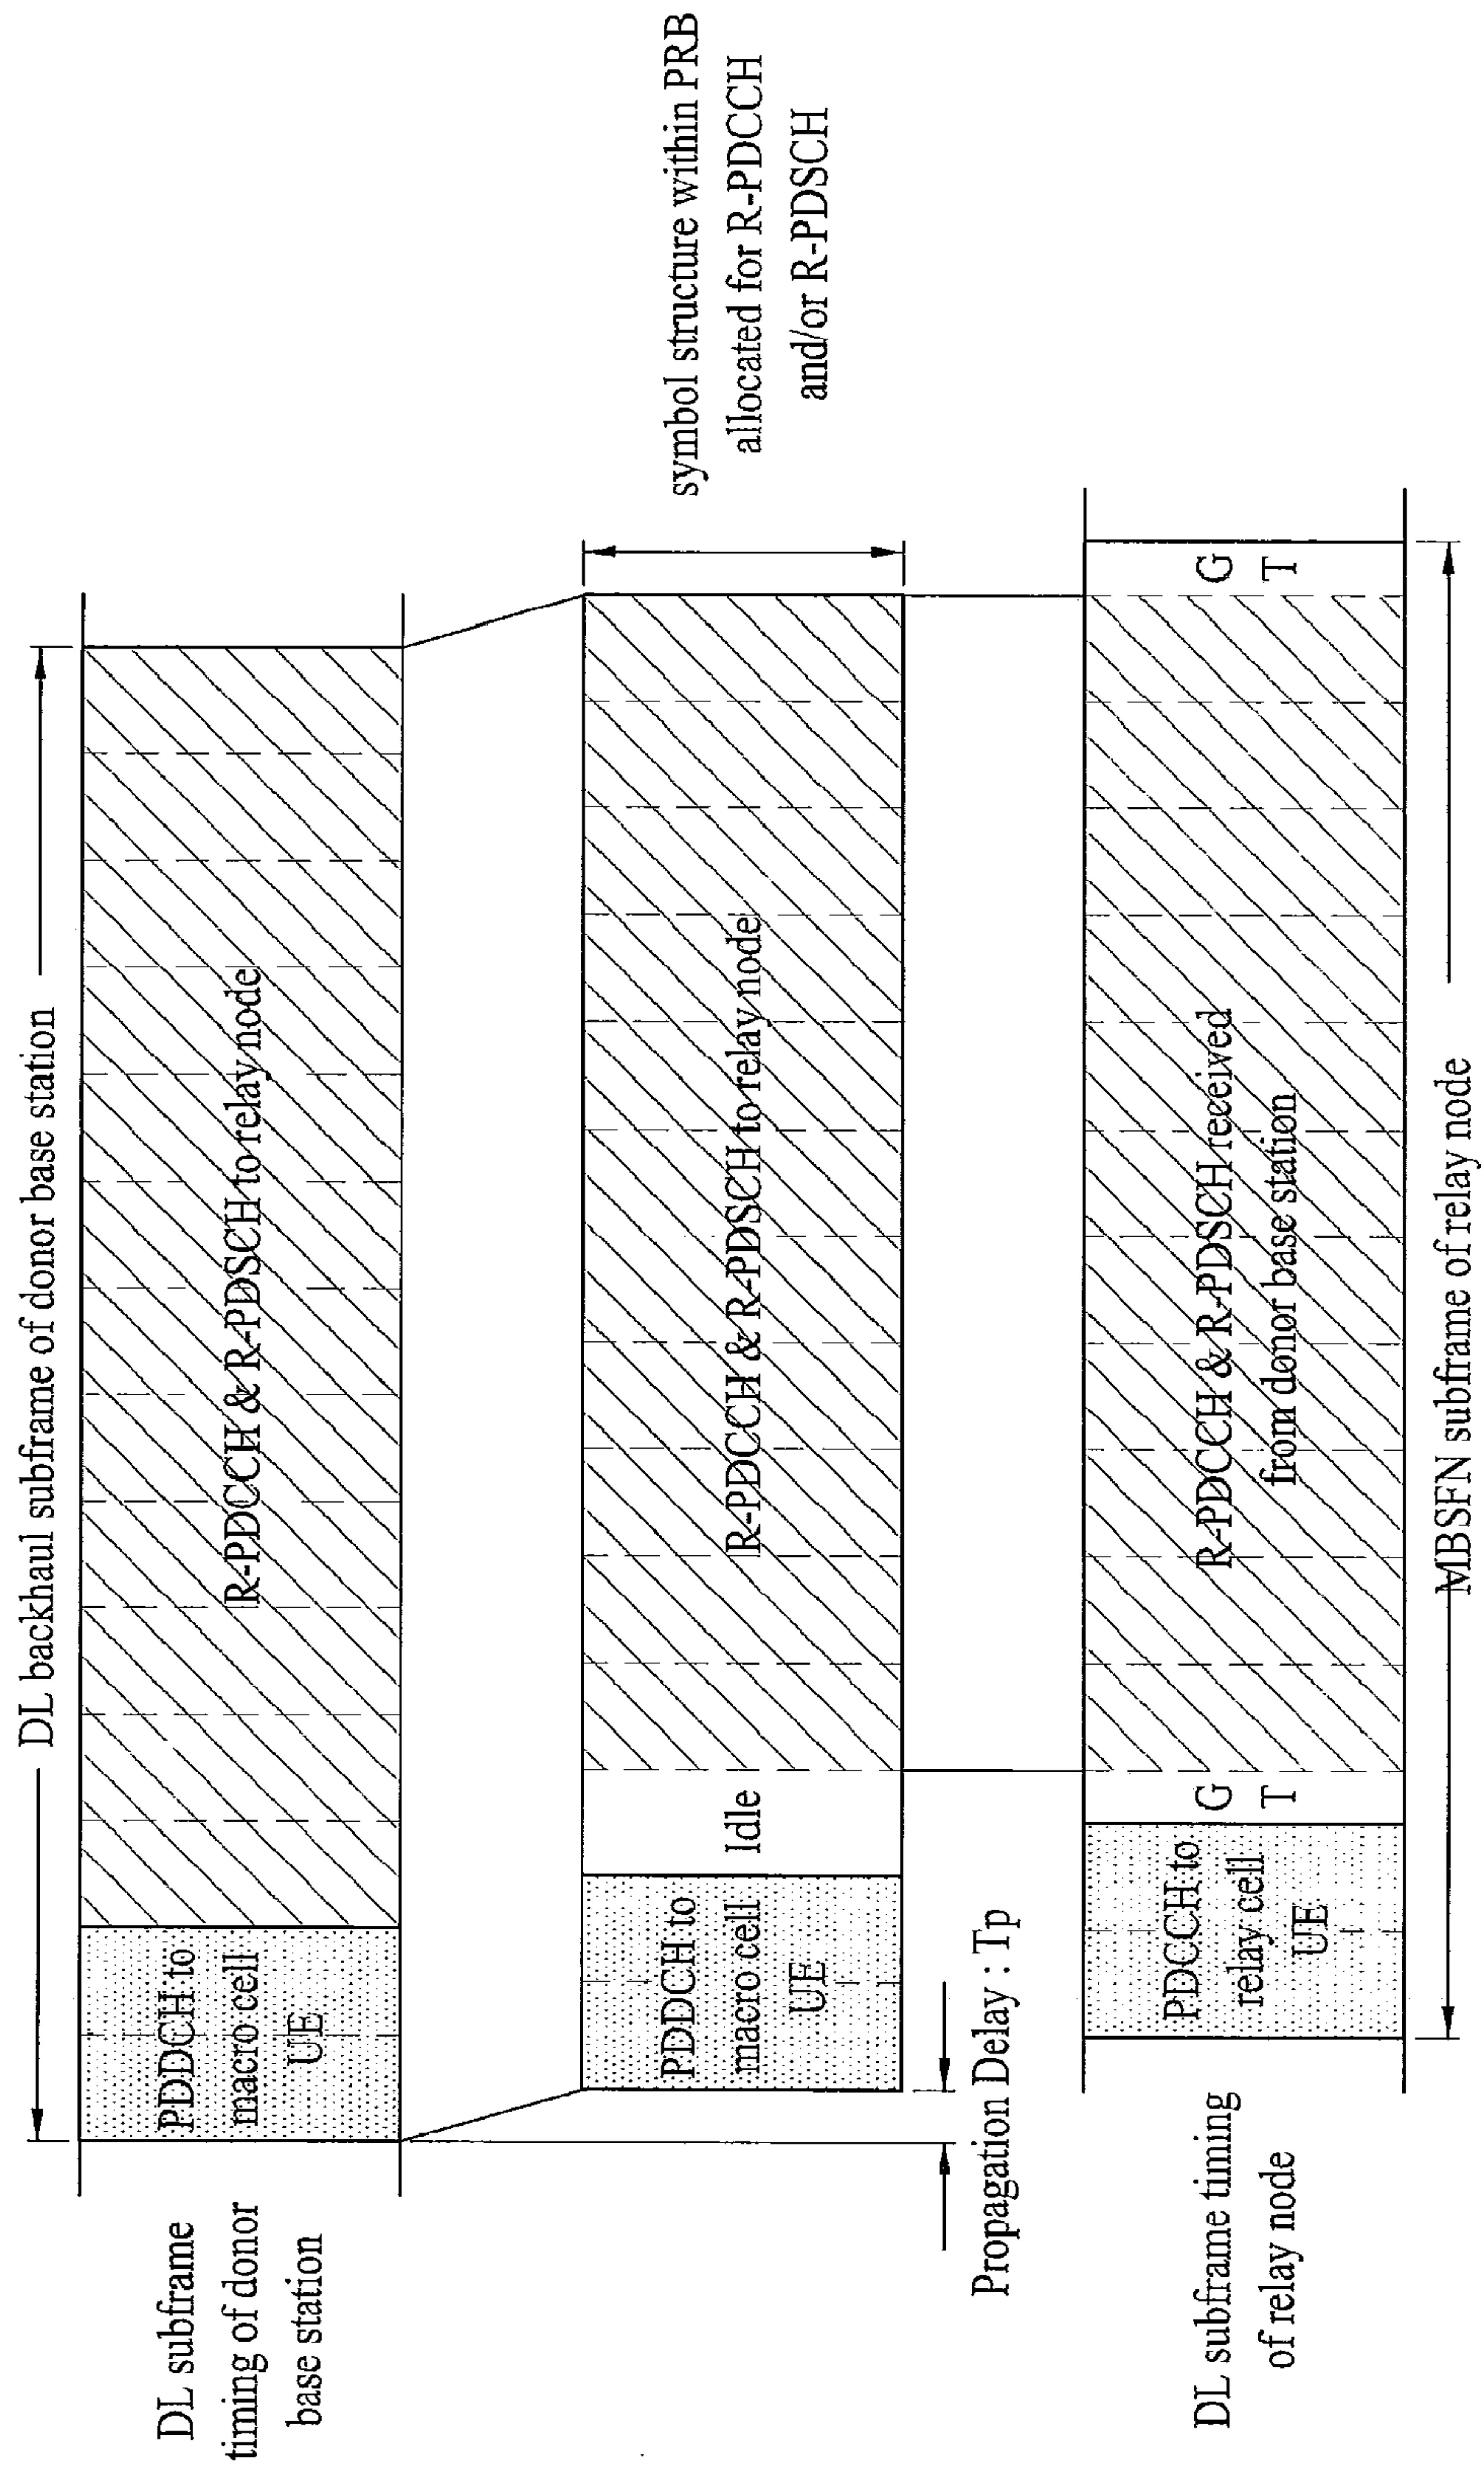 DL backhaul subframe of donor base station
DL subframe
timing of donor
base station
PDDCH to
macro cell
UE
R-PDCCH & R-PDSCH to relay node
PDDCH to
macro cell
UE
Idle
R-PDCCH & R-PDSCH to relay node
symbol structure within PRB
allocated for R-PDCCH
and/or R-PDSCH
Propagation Delay : Tp
DL subframe timing
of relay node
PDCCH to
relay cell
UE
G
T
R-PDCCH & R-PDSCH received
from donor base station
G
T
MBSFN subframe of relay node